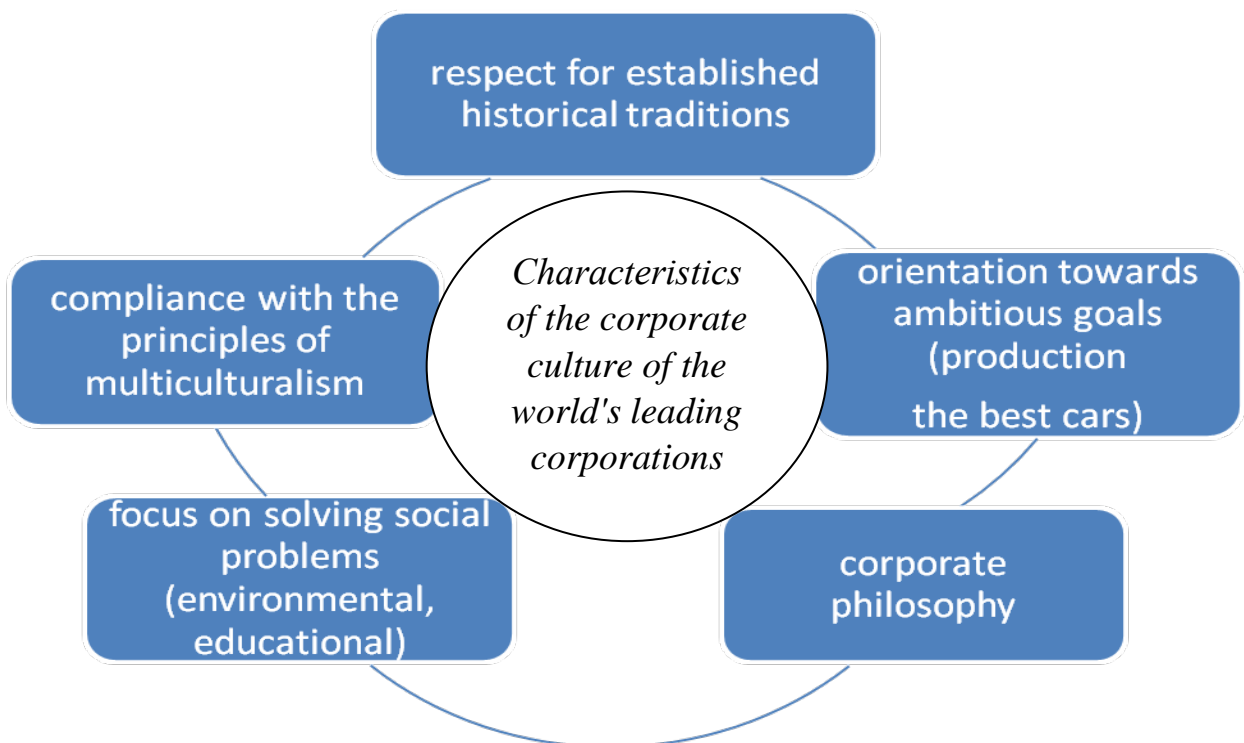 respect for established
historical traditions
Characteristics
of the corporate
culture of the
world's leading
corporations
orientation towards
ambitious goals
(production
the best cars)
corporate
philosophy
focus on solving social
problems
(environmental,
educational)
compliance with the
principles of
multiculturalism